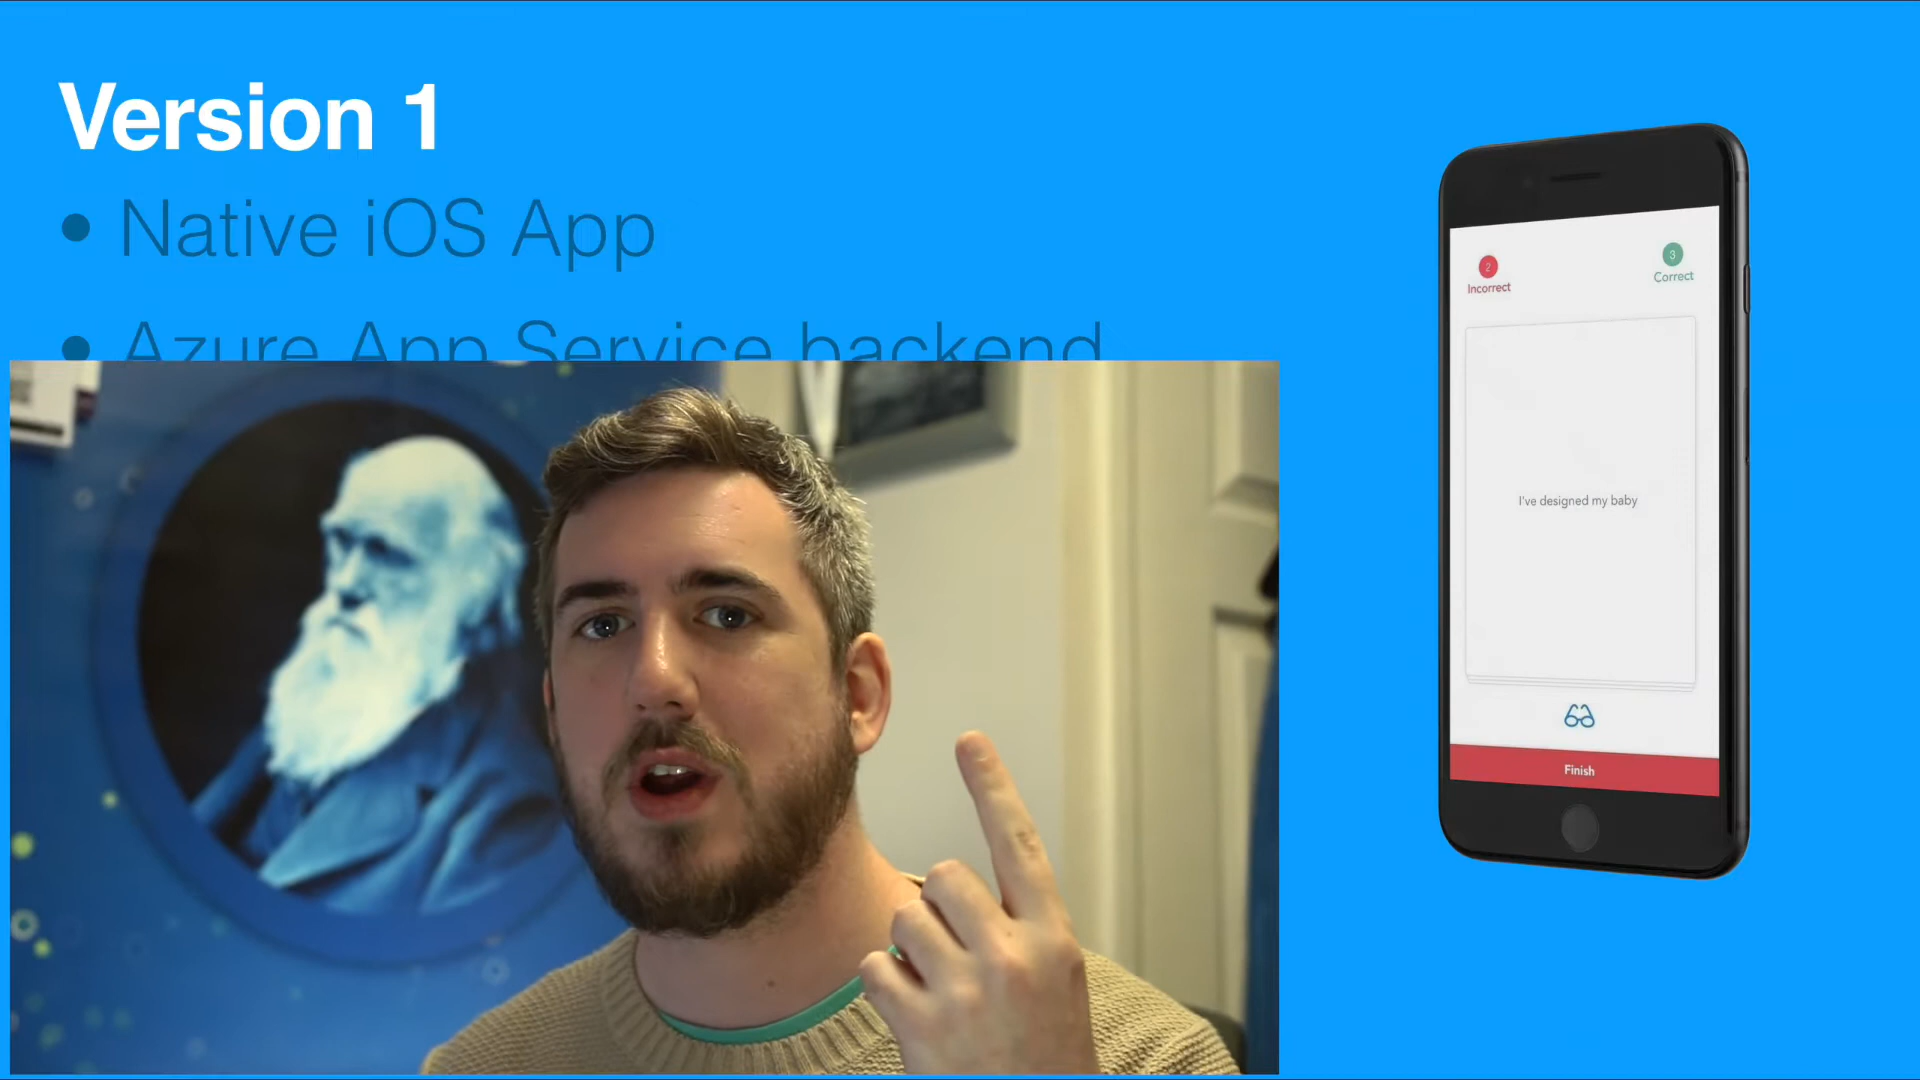 Version 1
• Native iOS App
• Azure App Service backend
2
Incorrect
3
Correct
I've designed my baby
Finish